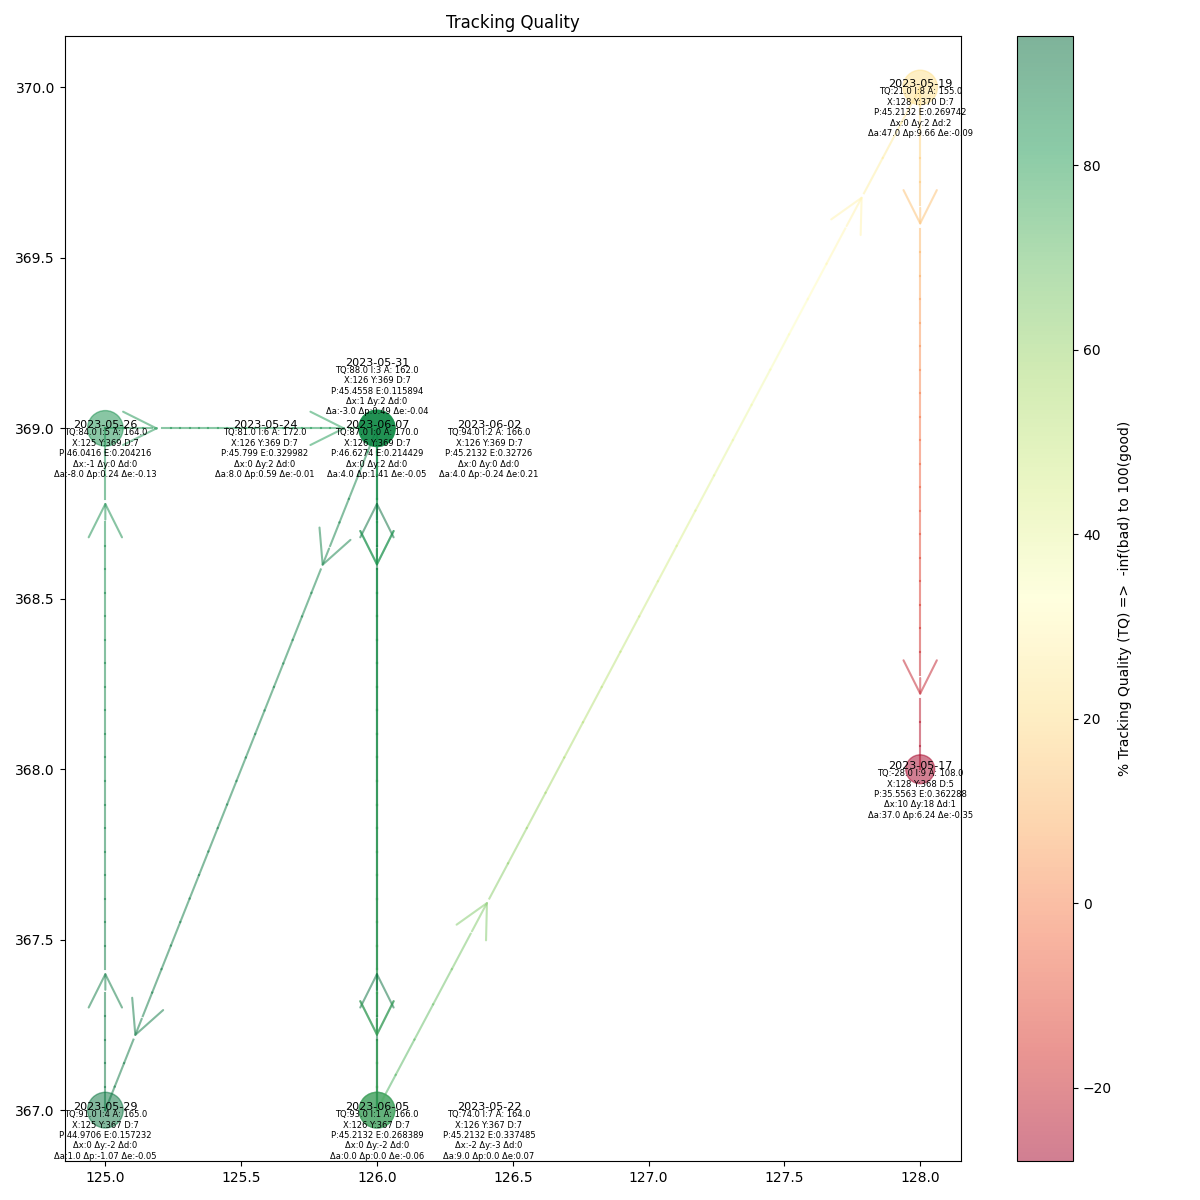 Tracking Quality
370.0
369.5
369.0
368.5
368.0
367.5
367.0
125.0
125.5
126.0
126.5
127.0
127.5
128.0
2023-05-19
TQ:21.0 I:8 A: 155.0
X:128 Y:370 D:7
P:45.2132 E:0.269742
Δx:0 Δy:2 Δd:2
Δa:47.0 Δp:9.66 Δe:-0.09
2023-05-31
TQ:88.0 I:3 A: 162.0
X:126 Y:369 D:7
P:45.4558 E:0.115894
Δx:1 Δy:2 Δd:0
Δa:-3.0 Δp:0.49 Δe:-0.04
2023-05-26
TQ:84.0 I:5 A: 164.0
X:125 Y:369 D:7
P:46.0416 E:0.204216
Δx:-1 Δy:0 Δd:0
Δa:-8.0 Δp:0.24 Δe:-0.13
2023-05-24
TQ:81.0 I:6 A: 172.0
X:126 Y:369 D:7
P:45.799 E:0.329982
Δx:0 Δy:2 Δd:0
Δa:8.0 Δp:0.59 Δe:-0.01
2023-06-07
TQ:87.0 I:0 A: 170.0
X:126 Y:369 D:7
P:46.6274 E:0.214429
Δx:0 Δy:2 Δd:0
Δa:4.0 Δp:1.41 Δe:-0.05
2023-06-02
TQ:94.0 I:2 A: 166.0
X:126 Y:369 D:7
P:45.2132 E:0.32726
Δx:0 Δy:0 Δd:0
Δa:4.0 Δp:-0.24 Δe:0.21
2023-05-17
TQ:-28.0 I:9 A: 108.0
X:128 Y:368 D:5
P:35.5563 E:0.362288
Δx:10 Δy:18 Δd:1
Δa:37.0 Δp:6.24 Δe:-0.35
2023-05-29
TQ:91.0 I:4 A: 165.0
X:125 Y:367 D:7
P:44.9706 E:0.157232
Δx:0 Δy:-2 Δd:0
Δa:1.0 Δp:-1.07 Δe:-0.05
2023-06-05
TQ:93.0 I:1 A: 166.0
X:126 Y:367 D:7
P:45.2132 E:0.268389
Δx:0 Δy:-2 Δd:0
Δa:0.0 Δp:0.0 Δe:-0.06
2023-05-22
TQ:74.0 I:7 A: 164.0
X:126 Y:367 D:7
P:45.2132 E:0.337485
Δx:-2 Δy:-3 Δd:0
Δa:9.0 Δp:0.0 Δe:0.07
80
60
40
20
0
−20
% Tracking Quality (TQ) =>  -inf(bad) to 100(good)